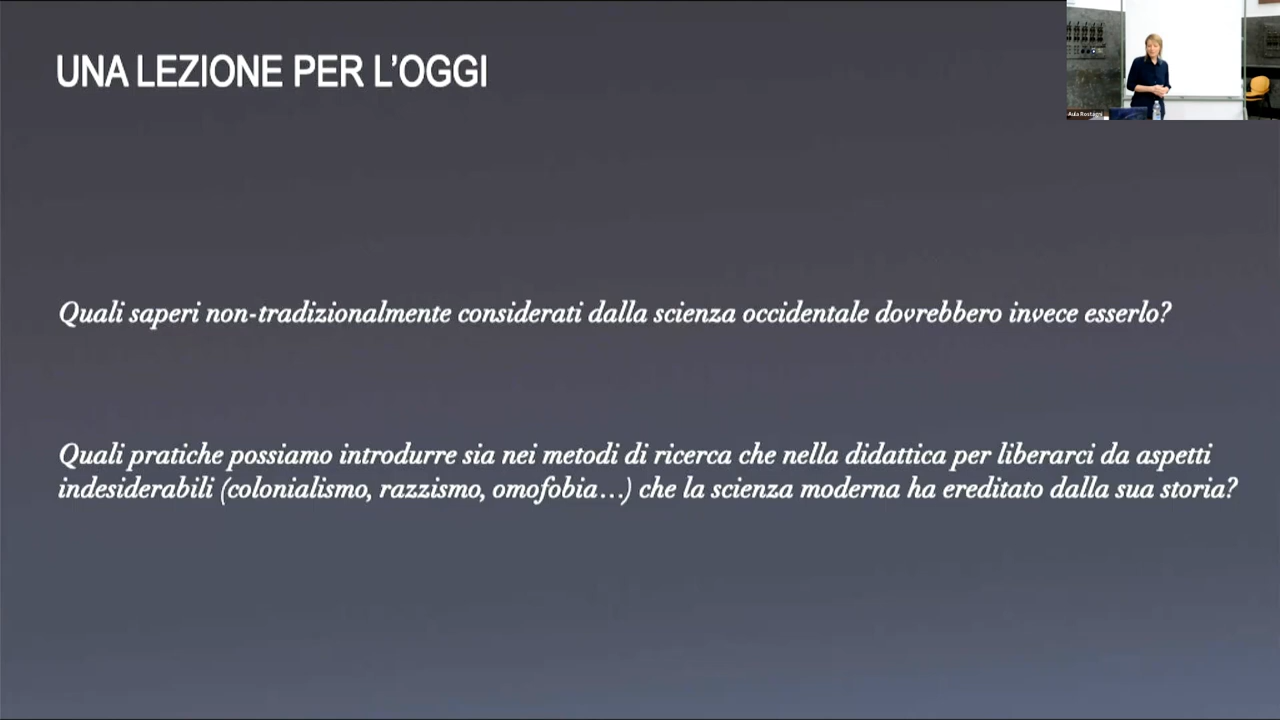 UNA LEZIONE PER L'OGGI
Aula Rostagni
Quali saperi non-tradizionalmente considerati dalla scienza occidentale dovrebbero invece esserlo?
Quali pratiche possiamo introdurre sia nei metodi di ricerca che nella didattica per liberarci da aspetti
indesiderabili (colonialismo, razzismo, omofobia…) che la scienza moderna ha ereditato dalla sua storia?